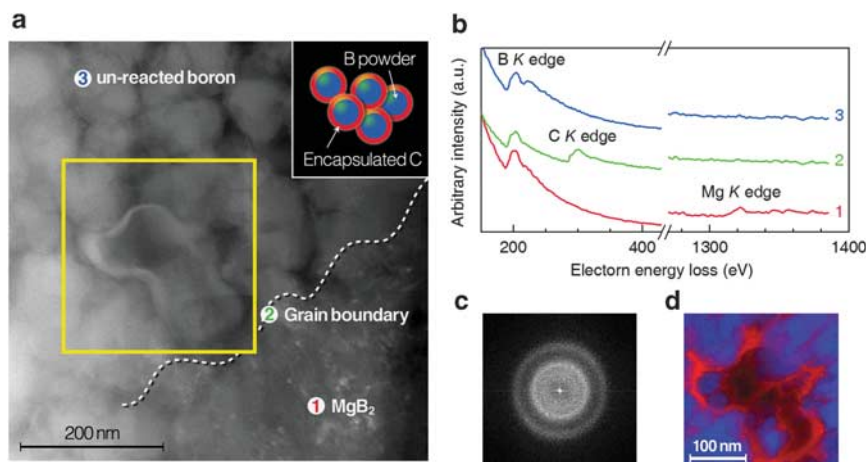 a
3 un-reacted boron
B powder
Encapsulated C
2
Grain boundary
1 MgB₂
200 nm
b
B K edge
C K edge
Mg K edge
3
2
1
Arbitrary intensity (a.u.)
200 400 1300 1400
Electorn energy loss (eV)
c
d
100 nm